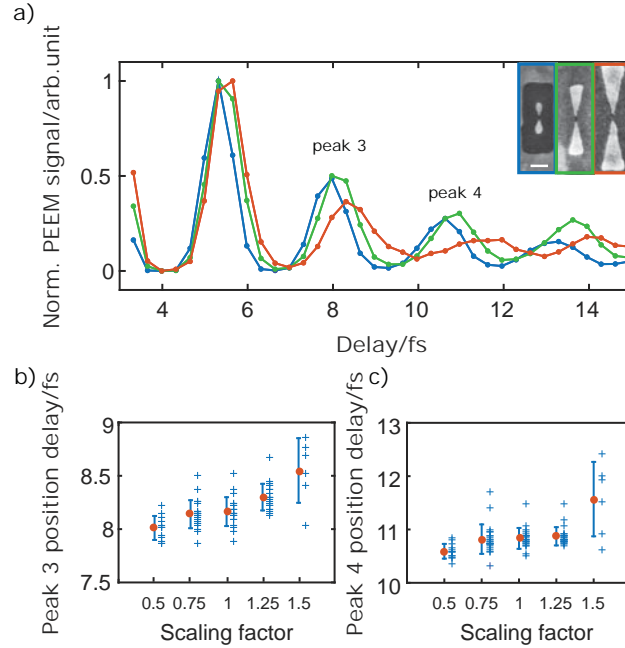 a)
Norm. PEEM signal/arb.unit
1
0.5
0
peak 3
peak 4
4 6 8 10 12 14
Delay/fs
b)
Peak 3 position delay/fs
9
8.5
8
7.5
0.5 0.75 1 1.25 1.5
Scaling factor
c)
Peak 4 position delay/fs
13
12
11
10
0.5 0.75 1 1.25 1.5
Scaling factor